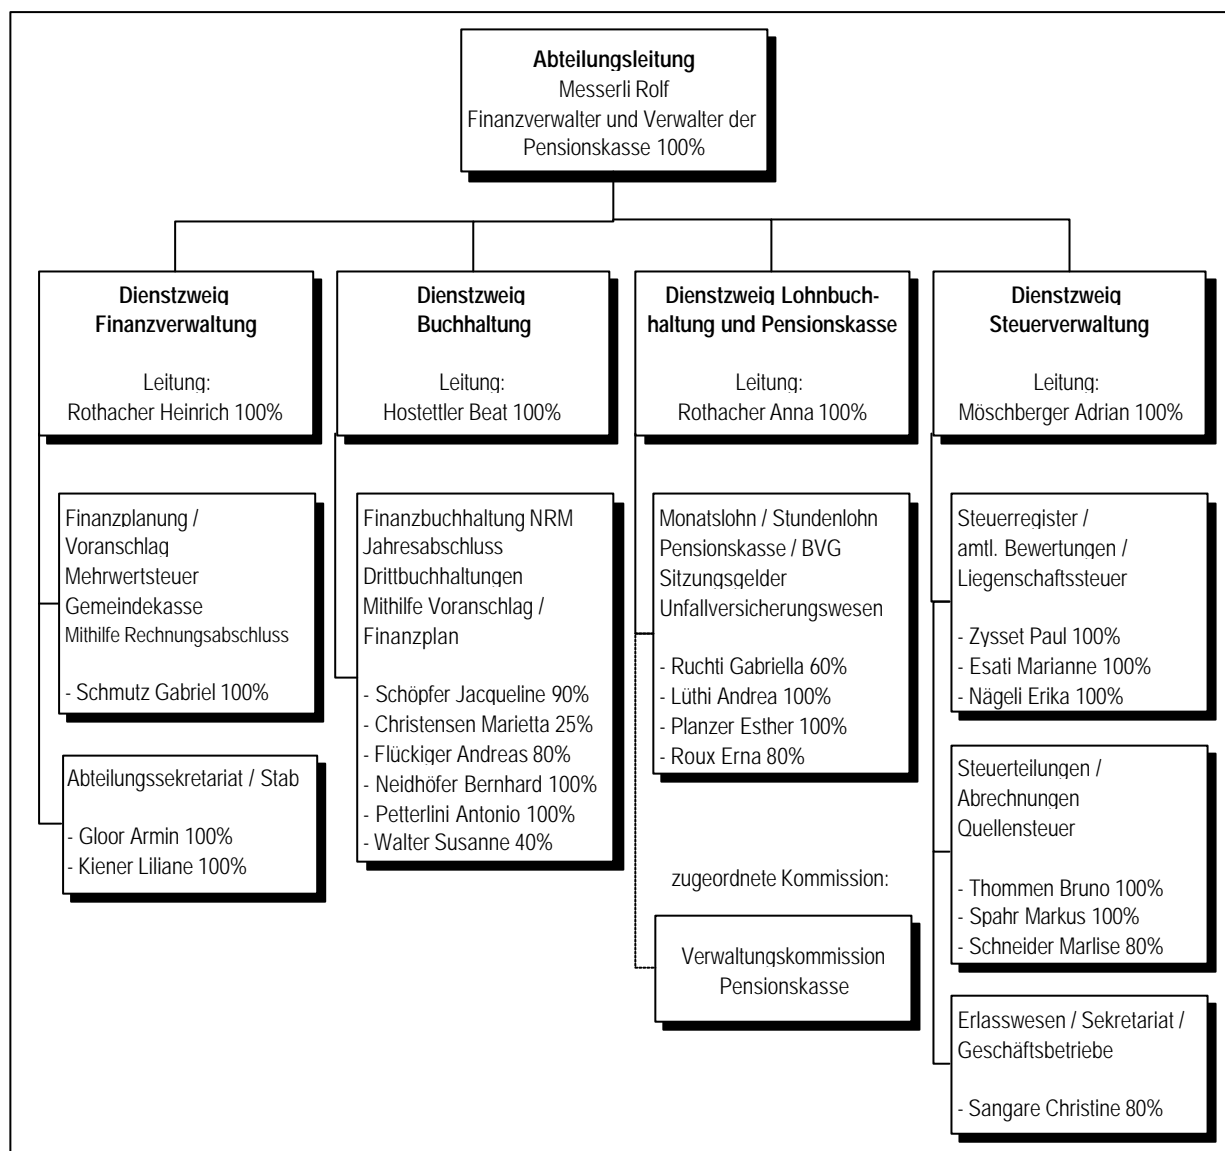 Abteilungsleitung
Messerli Rolf
Finanzverwalter und Verwalter der
Pensionskasse 100%
Dienstzweig
Finanzverwaltung
Leitung:
Rothacher Heinrich 100%
Finanzplanung /
Voranschlag
Mehrwertsteuer
Gemeindekasse
Mithilfe Rechnungsabschluss
- Schmutz Gabriel 100%
Abteilungssekretariat / Stab
- Gloor Armin 100%
- Kiener Liliane 100%
Dienstzweig
Buchhaltung
Leitung:
Hostettler Beat 100%
Finanzbuchhaltung NRM
Jahresabschluss
Drittbuchhaltungen
Mithilfe Voranschlag /
Finanzplan
- Schöpfer Jacqueline 90%
- Christensen Marietta 25%
- Flückiger Andreas 80%
- Neidhöfer Bernhard 100%
- Petterlini Antonio 100%
- Walter Susanne 40%
Dienstzweig Lohnbuch-
haltung und Pensionskasse
Leitung:
Rothacher Anna 100%
Monatslohn / Stundenlohn
Pensionskasse / BVG
Sitzungsgelder
Unfallversicherungswesen
- Ruchti Gabriella 60%
- Lüthi Andrea 100%
- Planzer Esther 100%
- Roux Erna 80%
zugeordnete Kommission:
Verwaltungskommission
Pensionskasse
Dienstzweig
Steuerverwaltung
Leitung:
Möschberger Adrian 100%
Steuerregister /
amtl. Bewertungen /
Liegenschaftssteuer
- Zysset Paul 100%
- Esati Marianne 100%
- Nägeli Erika 100%
Steuerteilungen /
Abrechnungen
Quellensteuer
- Thommen Bruno 100%
- Spahr Markus 100%
- Schneider Marlise 80%
Erlasswesen / Sekretariat /
Geschäftsbetriebe
- Sangare Christine 80%